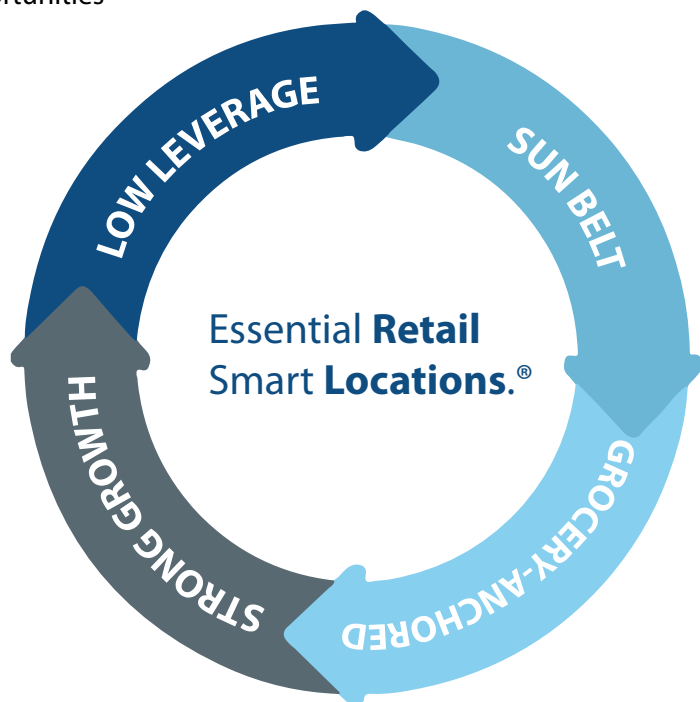 LOW LEVERAGE
SUN BELT
Essential Retail
Smart Locations.®
STRONG GROWTH
GROCERY-ANCHORED